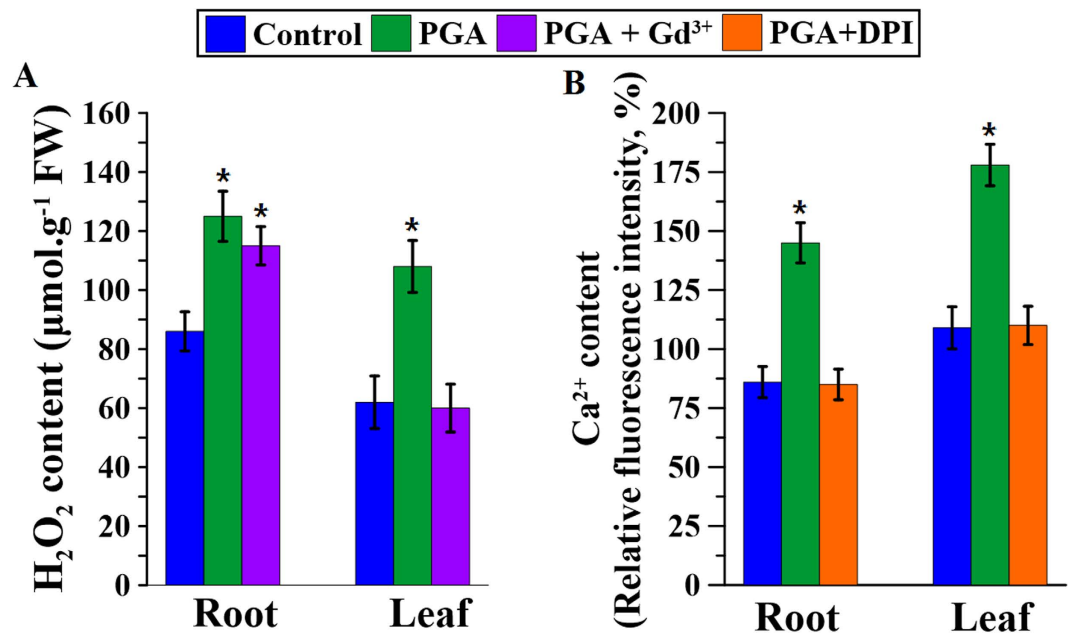 Control PGA PGA + Gd³⁺ PGA+DPI
A
H₂O₂ content (µmol.g⁻¹ FW)
160
140
120
100
80
60
40
20
0
* * *
Root Leaf
B
Ca²⁺ content
(Relative fluorescence intensity, %)
200
175
150
125
100
75
50
25
0
* *
Root Leaf